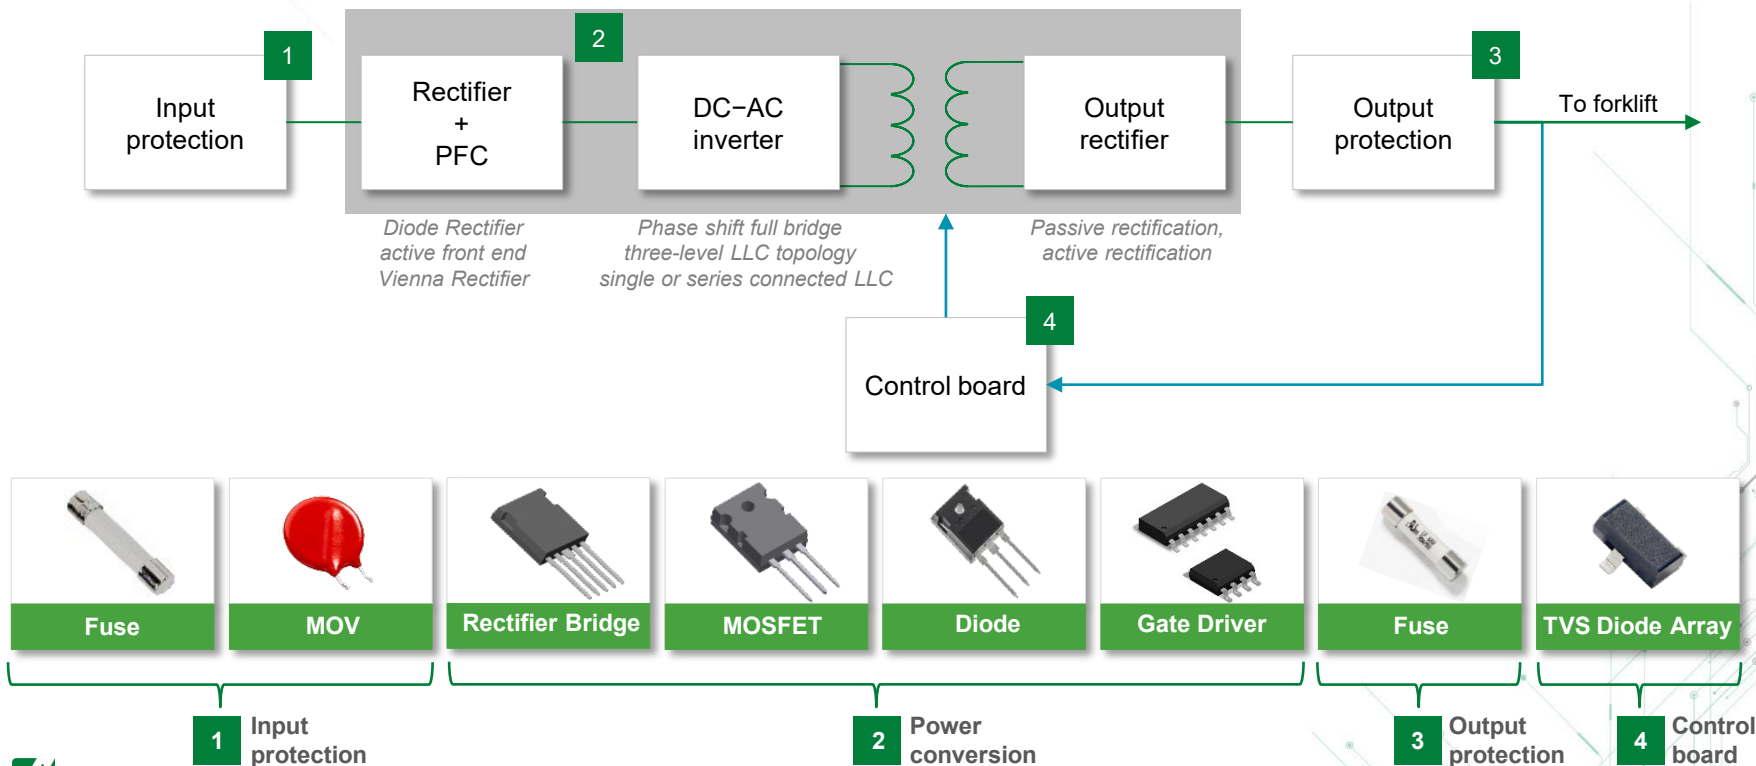 1
2
3
Input
protection
Rectifier
+
PFC
DC−AC
inverter
Output
rectifier
Output
protection
To forklift
Diode Rectifier
active front end
Vienna Rectifier
Phase shift full bridge
three-level LLC topology
single or series connected LLC
Passive rectification,
active rectification
4
Control board
Fuse
MOV
Rectifier Bridge
MOSFET
Diode
Gate Driver
Fuse
TVS Diode Array
1 Input
protection
2 Power
conversion
3 Output
protection
4 Control
board